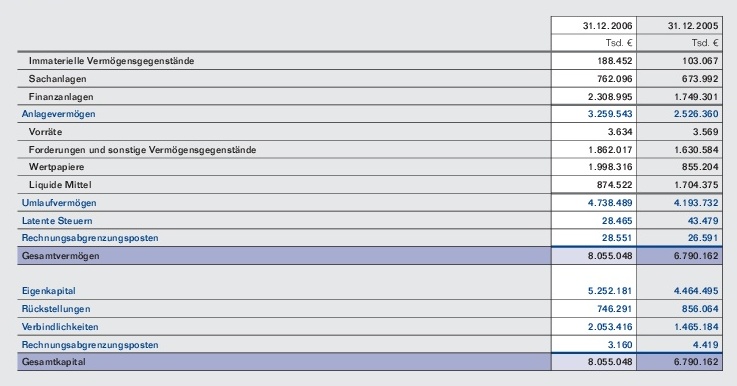 31.12.2006 31.12.2005
Tsd. € Tsd. €
Immaterielle Vermögensgegenstände 188.452 103.067
Sachanlagen 762.096 673.992
Finanzanlagen 2.308.995 1.749.301
Anlagevermögen 3.259.543 2.526.360
Vorräte 3.634 3.569
Forderungen und sonstige Vermögensgegenstände 1.862.017 1.630.584
Wertpapiere 1.998.316 855.204
Liquide Mittel 874.522 1.704.375
Umlaufvermögen 4.738.489 4.193.732
Latente Steuern 28.465 43.479
Rechnungsabgrenzungsposten 28.551 26.591
Gesamtvermögen 8.055.048 6.790.162
Eigenkapital 5.252.181 4.464.495
Rückstellungen 746.291 856.064
Verbindlichkeiten 2.053.416 1.465.184
Rechnungsabgrenzungsposten 3.160 4.419
Gesamtkapital 8.055.048 6.790.162